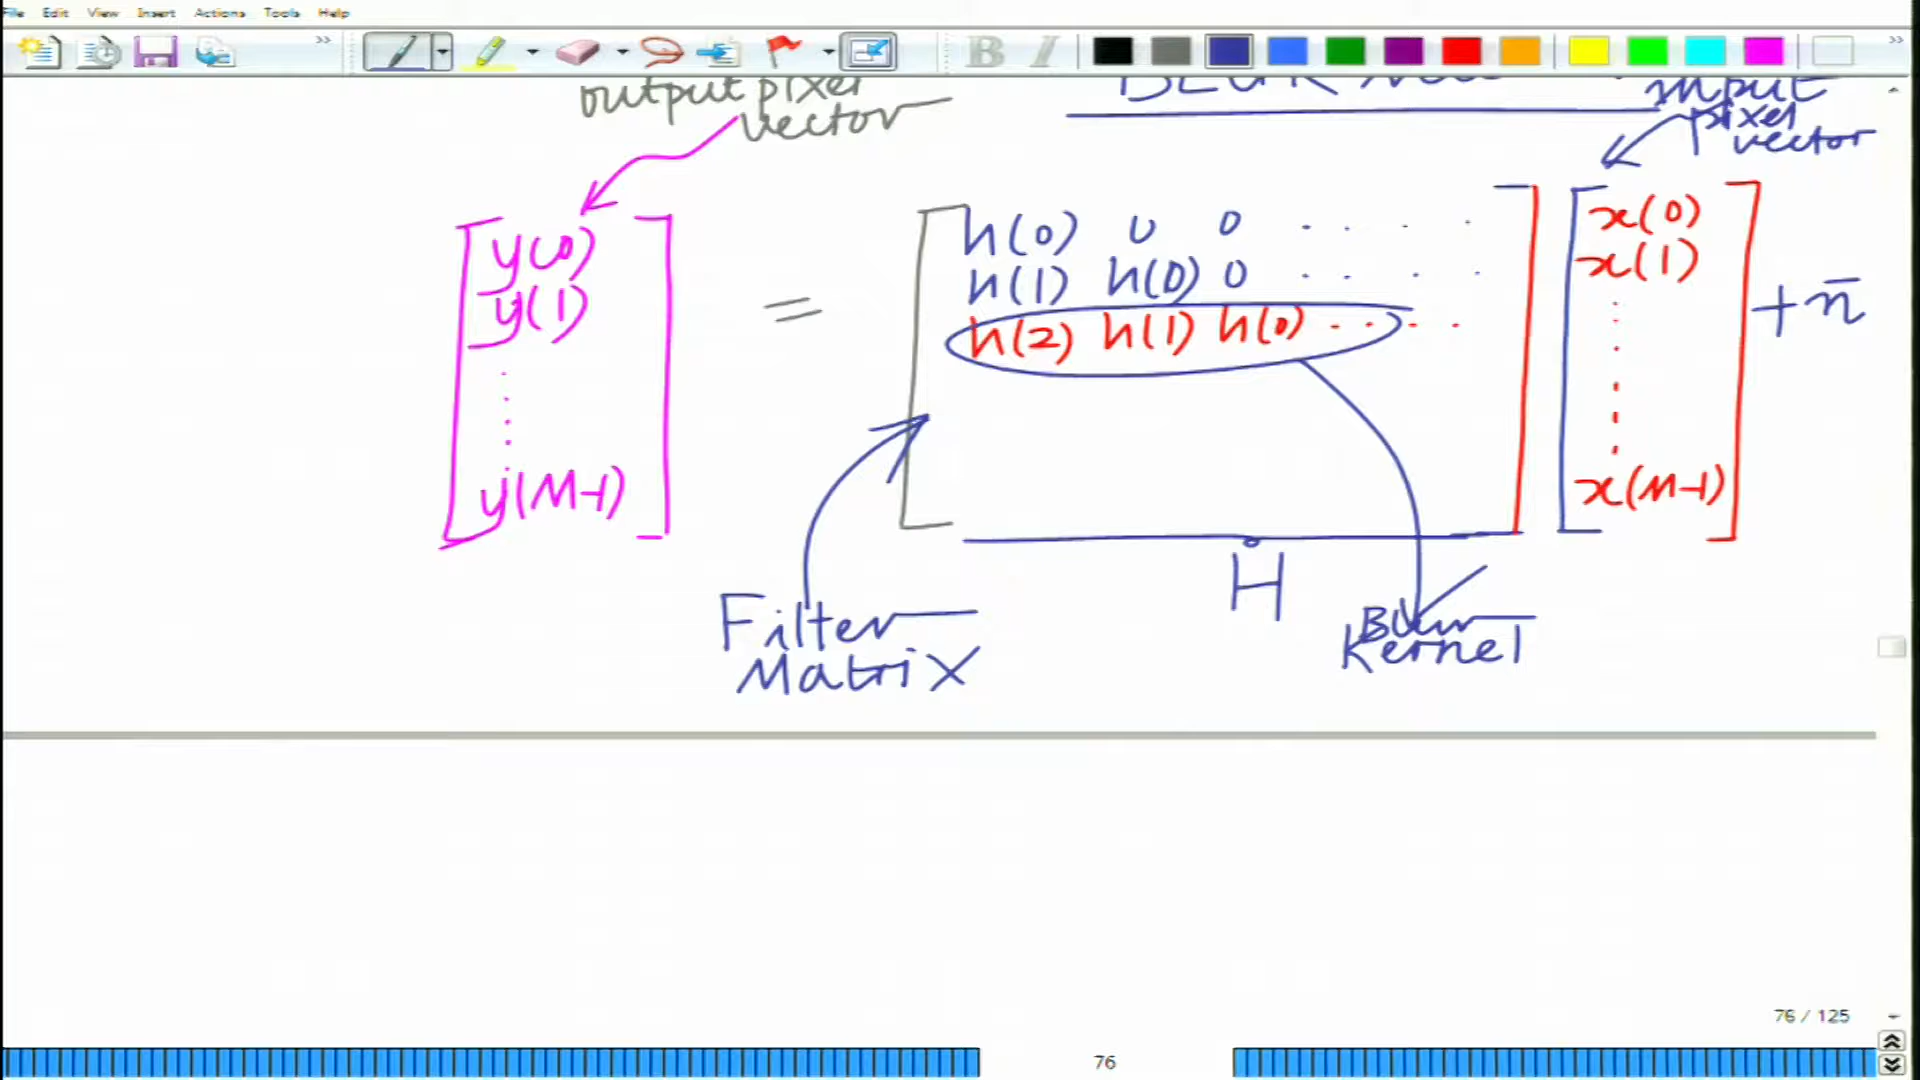 File Edit View Insert Actions Tools Help
B I
output pixel
vector
BLUR
input
pixel
vector
y(0)
y(1)
y(M-1)
=
h(0) 0 0 . . . .
h(1) h(0) 0 . . . .
h(2) h(1) h(0) . . . . .
x(0)
x(1)
x(M-1)
+ n̄
H
Filter
Matrix
Blur
Kernel
76 / 125
76